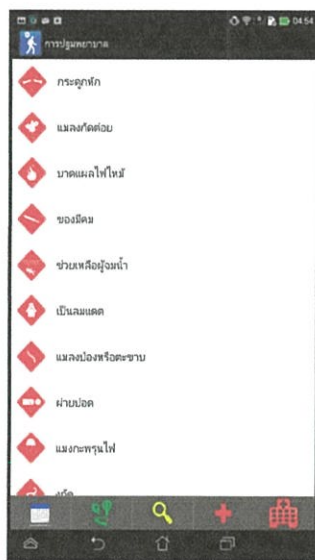 04:54
การปฐมพยาบาล
กระดูกหัก
แมลงกัดต่อย
บาดแผลไฟไหม้
ของมีคม
ช่วยเหลือผู้จมน้ำ
เป็นลมแดด
แมลงป่องหรือตะขาบ
ผายปอด
แมงกะพรุนไฟ
งูกัด